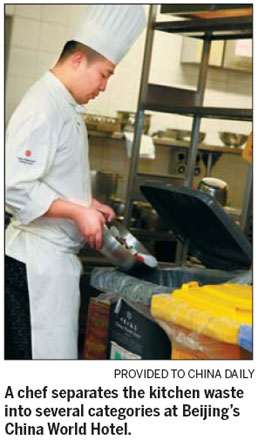 PROVIDED TO CHINA DAILY
A chef separates the kitchen waste
into several categories at Beijing's
China World Hotel.